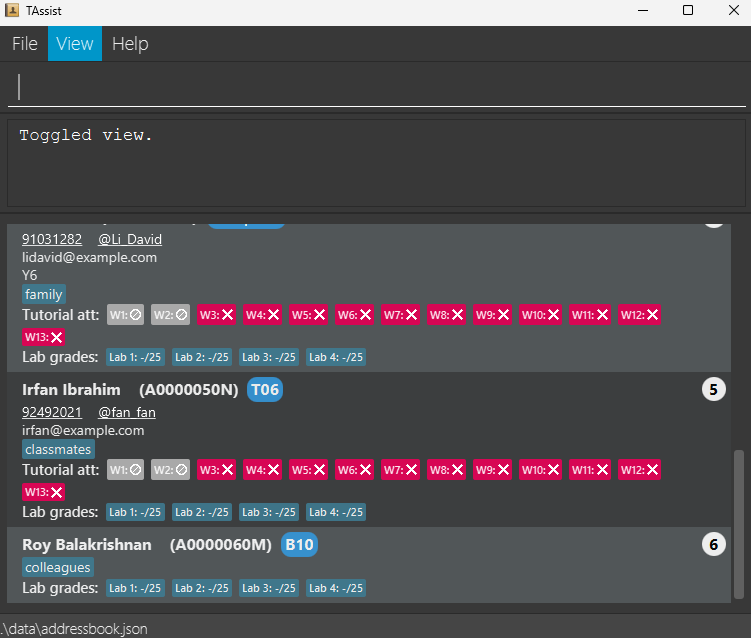 TAssist
File View Help
Toggled view.
91031282 @Li_David
lidavid@example.com
Y6
family
Tutorial att: W1: W2: W3: W4: W5: W6: W7: W8: W9: W10: W11: W12:
W13:
Lab grades: Lab 1: -/25 Lab 2: -/25 Lab 3: -/25 Lab 4: -/25
Irfan Ibrahim (A0000050N) T06 5
92492021 @fan_fan
irfan@example.com
classmates
Tutorial att: W1: W2: W3: W4: W5: W6: W7: W8: W9: W10: W11: W12:
W13:
Lab grades: Lab 1: -/25 Lab 2: -/25 Lab 3: -/25 Lab 4: -/25
Roy Balakrishnan (A0000060M) B10 6
colleagues
Lab grades: Lab 1: -/25 Lab 2: -/25 Lab 3: -/25 Lab 4: -/25
.\data\addressbook.json